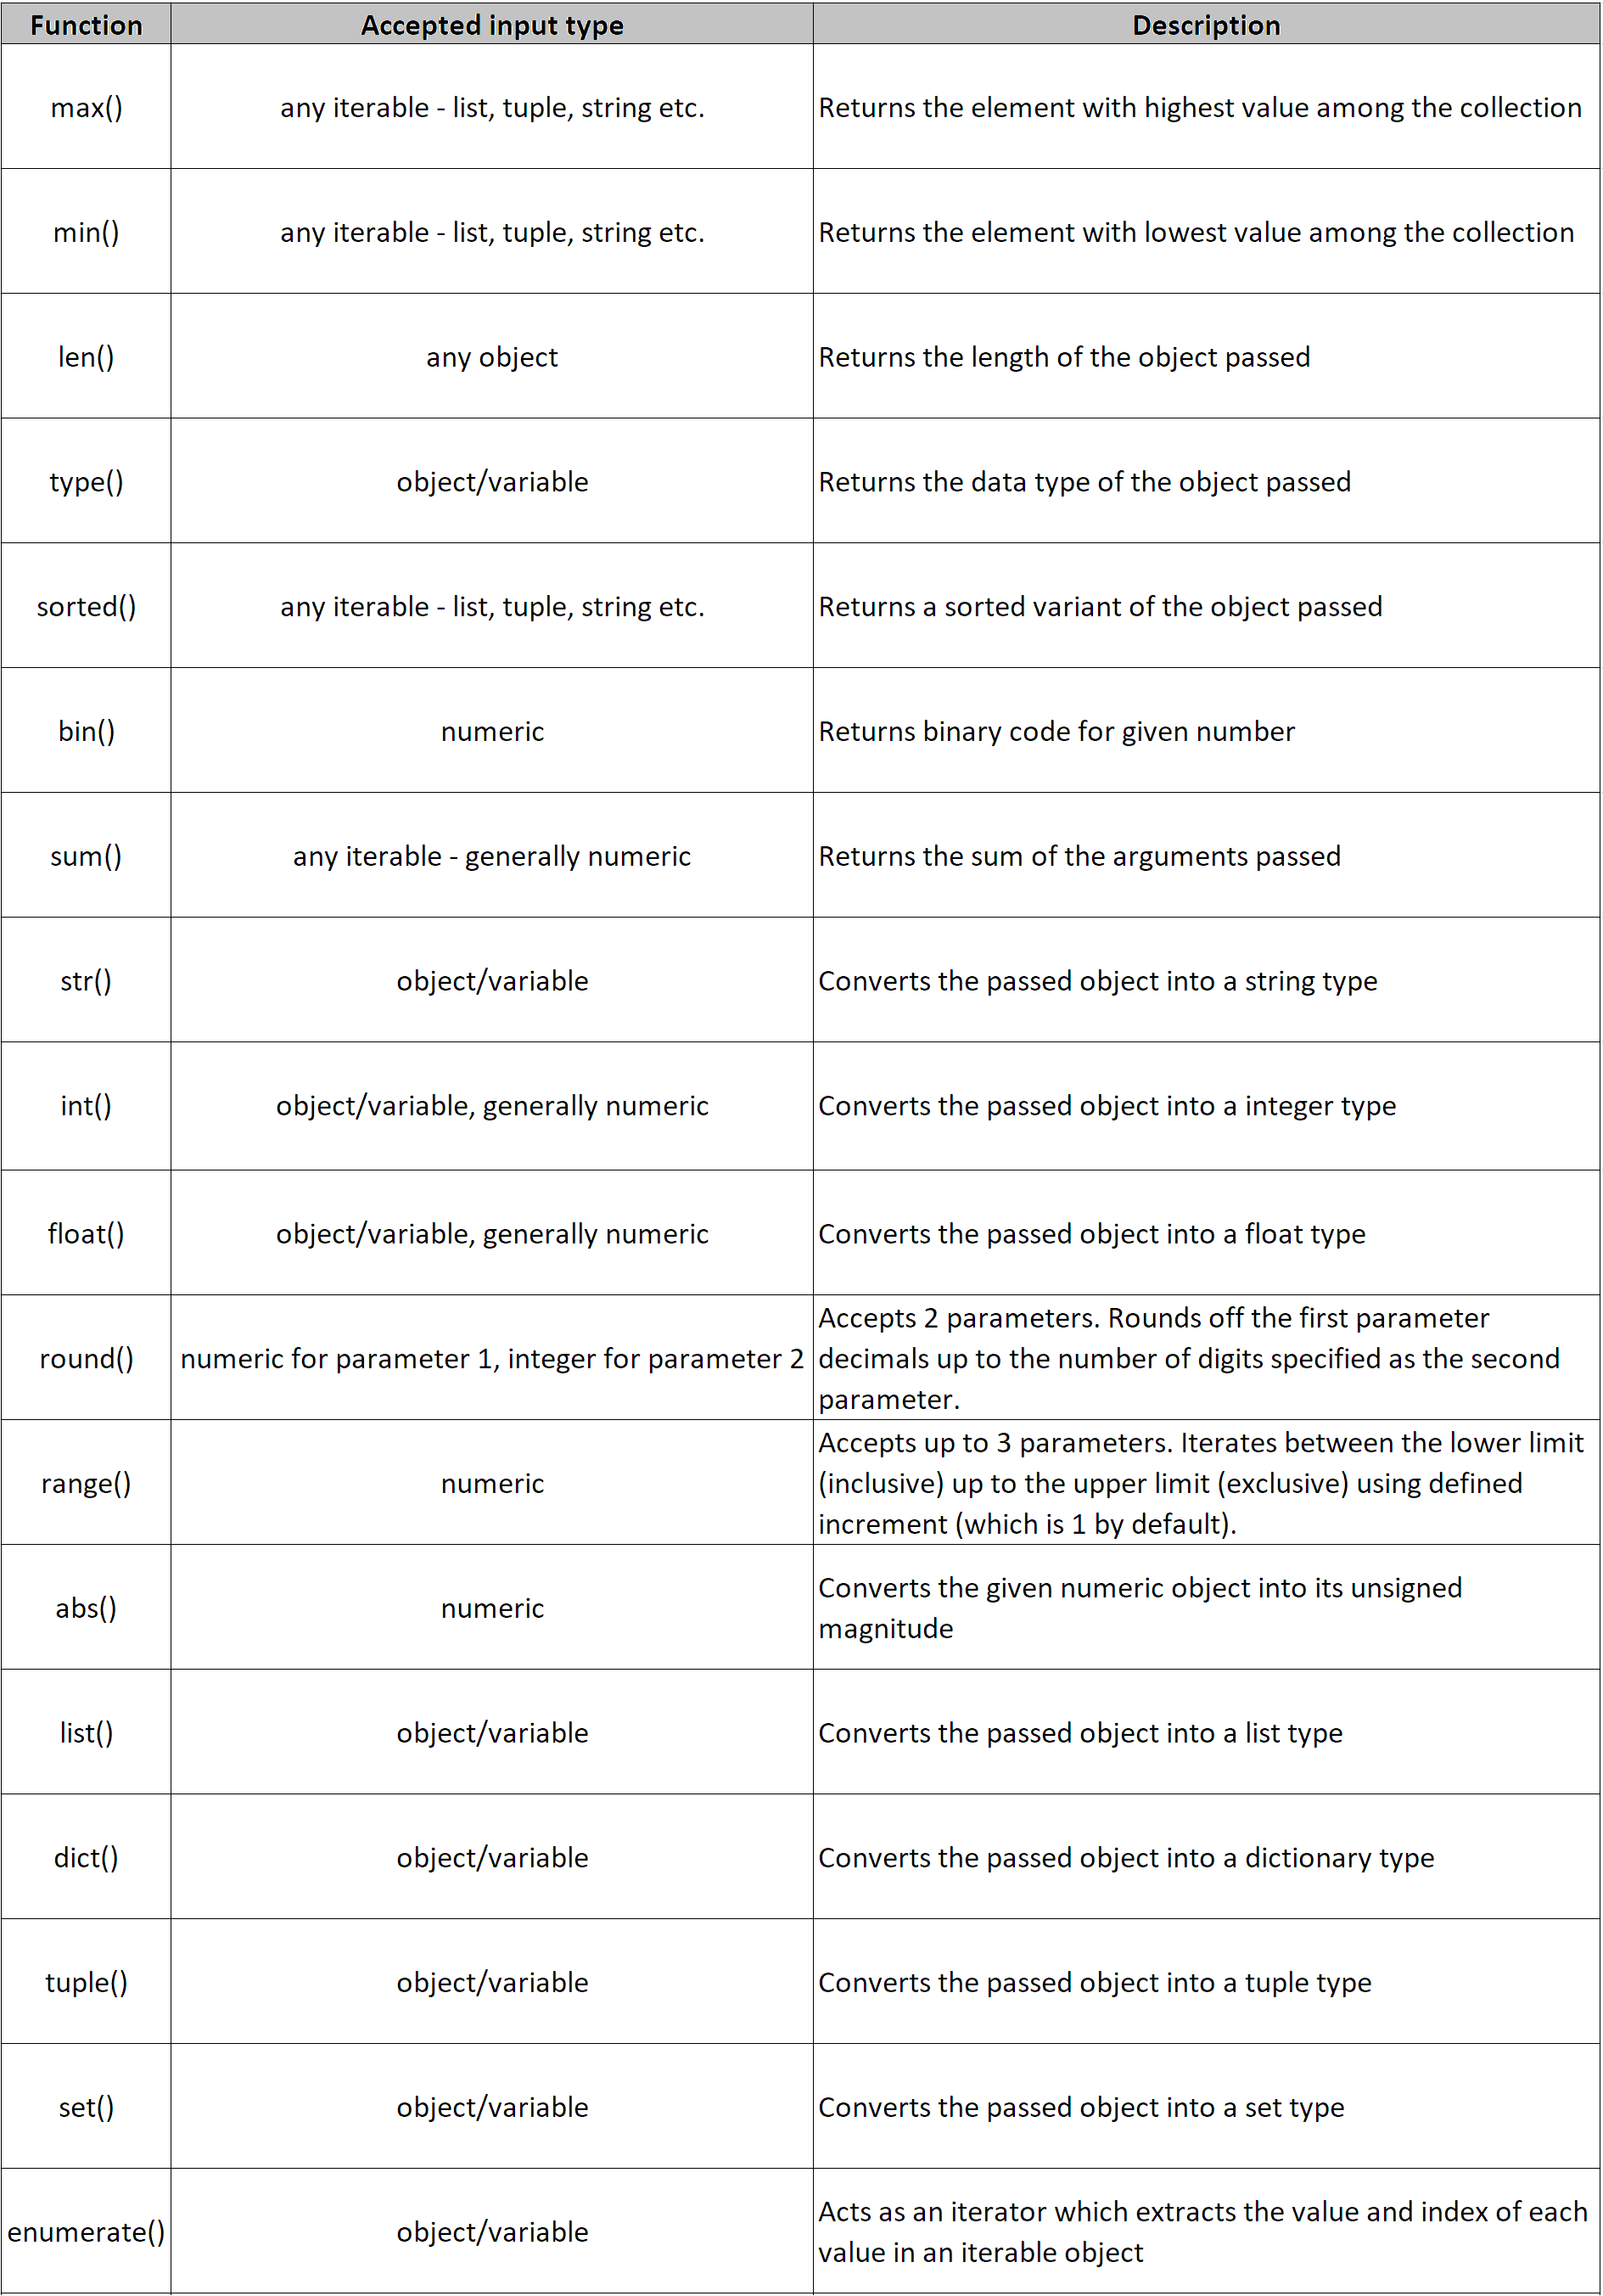 Function Accepted input type Description
max() any iterable - list, tuple, string etc. Returns the element with highest value among the collection
min() any iterable - list, tuple, string etc. Returns the element with lowest value among the collection
len() any object Returns the length of the object passed
type() object/variable Returns the data type of the object passed
sorted() any iterable - list, tuple, string etc. Returns a sorted variant of the object passed
bin() numeric Returns binary code for given number
sum() any iterable - generally numeric Returns the sum of the arguments passed
str() object/variable Converts the passed object into a string type
int() object/variable, generally numeric Converts the passed object into a integer type
float() object/variable, generally numeric Converts the passed object into a float type
round() numeric for parameter 1, integer for parameter 2 Accepts 2 parameters. Rounds off the first parameter
decimals up to the number of digits specified as the second
parameter.
range() numeric Accepts up to 3 parameters. Iterates between the lower limit
(inclusive) up to the upper limit (exclusive) using defined
increment (which is 1 by default).
abs() numeric Converts the given numeric object into its unsigned
magnitude
list() object/variable Converts the passed object into a list type
dict() object/variable Converts the passed object into a dictionary type
tuple() object/variable Converts the passed object into a tuple type
set() object/variable Converts the passed object into a set type
enumerate() object/variable Acts as an iterator which extracts the value and index of each
value in an iterable object